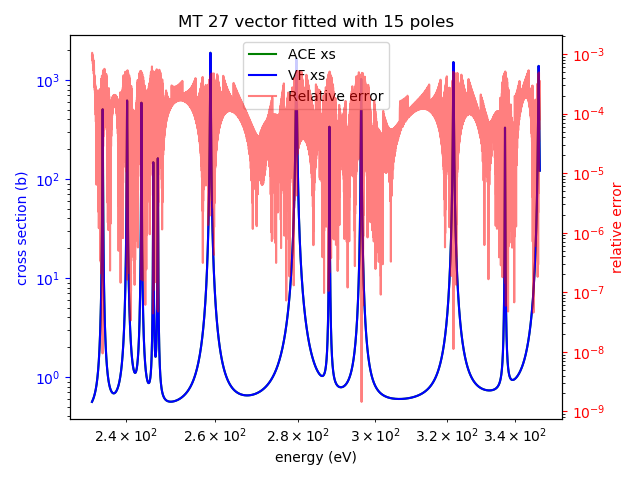 MT 27 vector fitted with 15 poles
ACE xs
VF xs
Relative error
cross section (b)
10³
10²
10¹
10⁰
10⁻³
10⁻⁴
10⁻⁵
10⁻⁶
10⁻⁷
10⁻⁸
10⁻⁹
relative error
2.4 × 10² 2.6 × 10² 2.8 × 10² 3 × 10² 3.2 × 10² 3.4 × 10²
energy (eV)